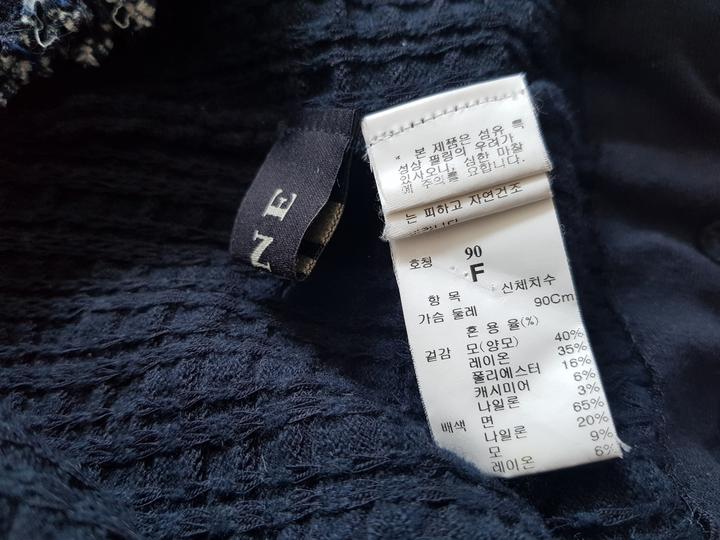 NE
* 본 제품은 섬유 특
성상 필링의 우려가
있사오니, 심한 마찰
에 주의를 요합니다.
는 피하고 자연건조
호칭 90
F
항 목 신체치수
가슴 둘레 90Cm
혼 용 율(%)
겉감 모(양모) 40%
레이온 35%
폴리에스터 16%
캐시미어 6%
나일론 3%
배색 면 65%
나일론 20%
모 9%
레이온 6%